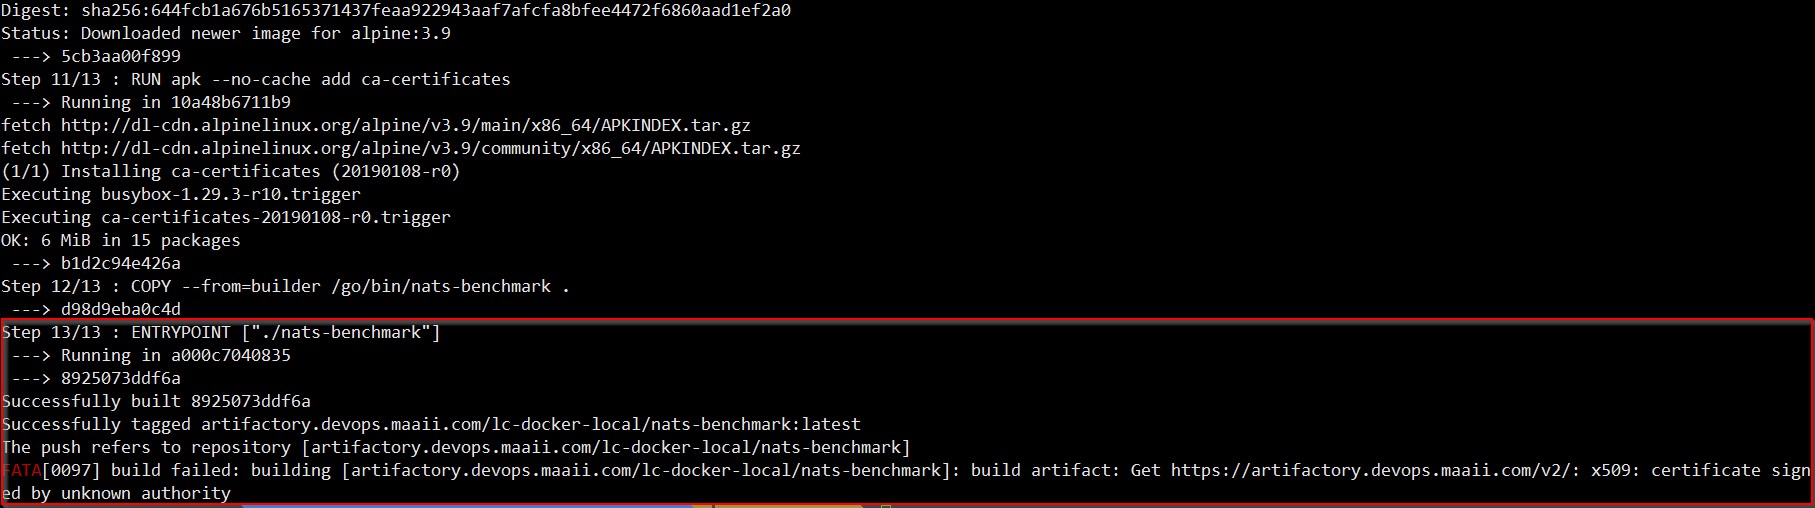 Digest: sha256:644fcb1a676b5165371437feaa922943aaf7afcfa8bfee4472f6860aad1ef2a0
Status: Downloaded newer image for alpine:3.9
 ---> 5cb3aa00f899
Step 11/13 : RUN apk --no-cache add ca-certificates
 ---> Running in 10a48b6711b9
fetch http://dl-cdn.alpinelinux.org/alpine/v3.9/main/x86_64/APKINDEX.tar.gz
fetch http://dl-cdn.alpinelinux.org/alpine/v3.9/community/x86_64/APKINDEX.tar.gz
(1/1) Installing ca-certificates (20190108-r0)
Executing busybox-1.29.3-r10.trigger
Executing ca-certificates-20190108-r0.trigger
OK: 6 MiB in 15 packages
 ---> b1d2c94e426a
Step 12/13 : COPY --from=builder /go/bin/nats-benchmark .
 ---> d98d9eba0c4d
Step 13/13 : ENTRYPOINT ["./nats-benchmark"]
 ---> Running in a000c7040835
 ---> 8925073ddf6a
Successfully built 8925073ddf6a
Successfully tagged artifactory.devops.maaii.com/lc-docker-local/nats-benchmark:latest
The push refers to repository [artifactory.devops.maaii.com/lc-docker-local/nats-benchmark]
FATA[0097] build failed: building [artifactory.devops.maaii.com/lc-docker-local/nats-benchmark]: build artifact: Get https://artifactory.devops.maaii.com/v2/: x509: certificate sign
ed by unknown authority